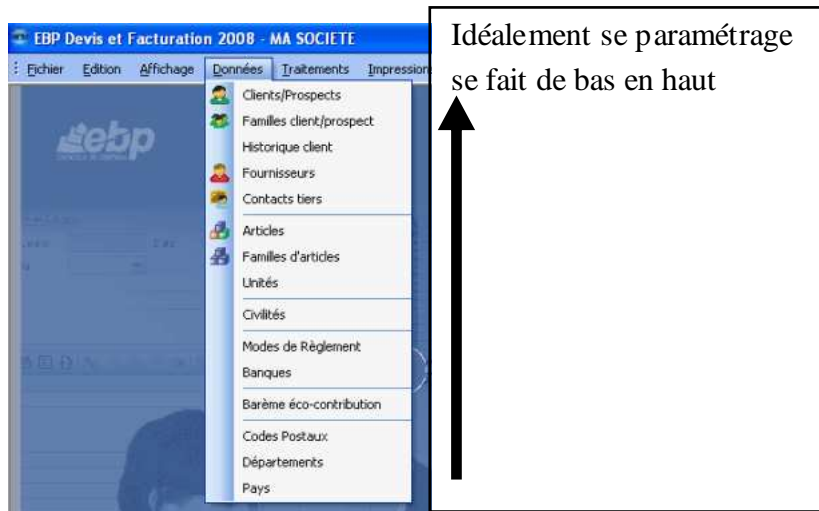 EBP Devis et Facturation 2008 - MA SOCIETE
Fichier Edition Affichage Données Traitements Impression
Clients/Prospects
Familles client/prospect
Historique client
Fournisseurs
Contacts tiers
Articles
Familles d'articles
Unités
Civilités
Modes de Règlement
Banques
Barème éco-contribution
Codes Postaux
Départements
Pays
ebp
Idéalement se paramétrage
se fait de bas en haut